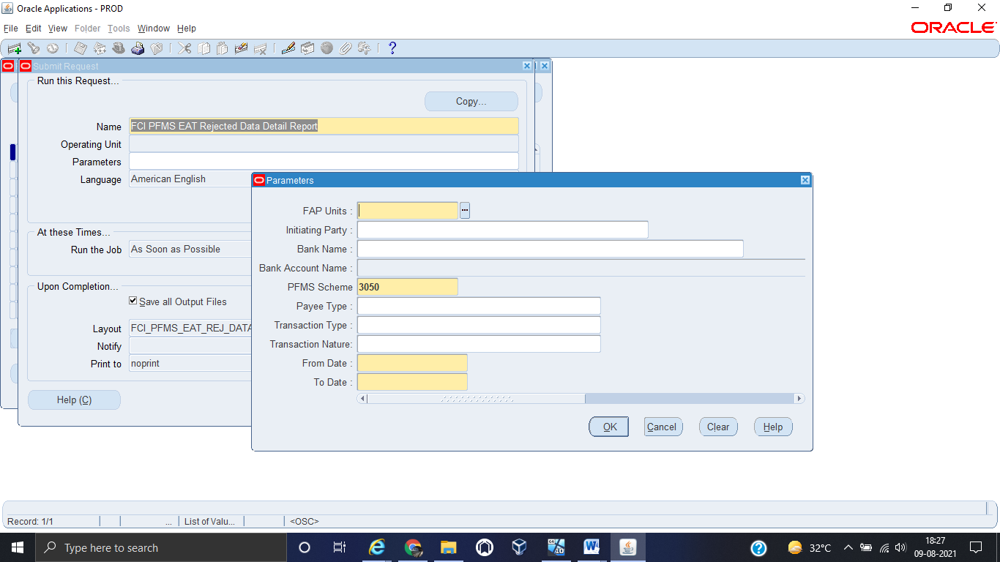 Oracle Applications - PROD
File Edit View Folder Tools Window Help
ORACLE
Submit Request
Run this Request...
Copy...
Name FCI PFMS EAT Rejected Data Detail Report
Operating Unit
Parameters
Language American English
Parameters
FAP Units :
Initiating Party :
Bank Name :
Bank Account Name :
PFMS Scheme 3050
Payee Type :
Transaction Type :
Transaction Nature:
From Date :
To Date :
OK Cancel Clear Help
At these Times...
Run the Job As Soon as Possible
Upon Completion...
Save all Output Files
Layout FCI_PFMS_EAT_REJ_DATA
Notify
Print to noprint
Help (C)
Record: 1/1 ... List of Valu... <OSC>
Type here to search
32°C
18:27
09-08-2021